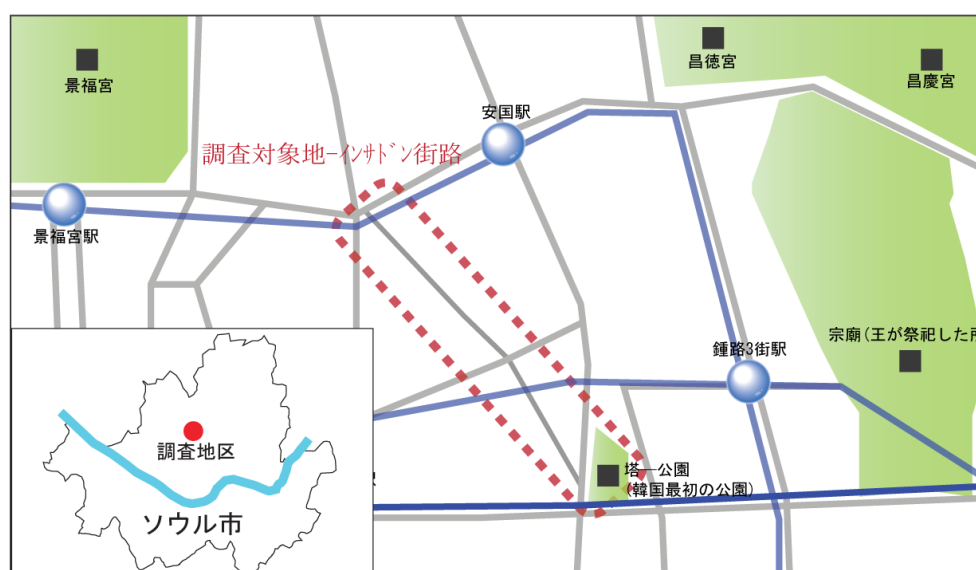 景福宮
昌徳宮
昌慶宮
安国駅
調査対象地-ｲﾝｻﾄﾞﾝ街路
景福宮駅
宗廟(王が祭祀した所
鍾路3街駅
調査地区
ソウル市
塔一公園
(韓国最初の公園)